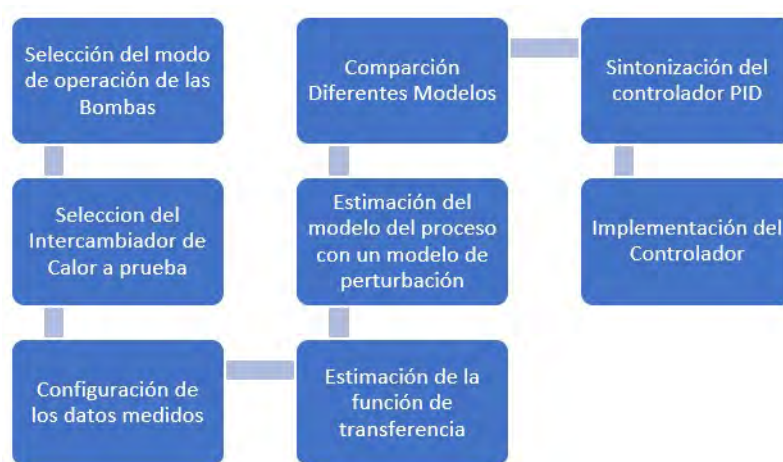 Selección del modo
de operación de las
Bombas
Seleccion del
Intercambiador de
Calor a prueba
Configuración de
los datos medidos
Estimación de la
función de
transferencia
Estimación del
modelo del proceso
con un modelo de
perturbación
Comparción
Diferentes Modelos
Sintonización del
controlador PID
Implementación del
Controlador